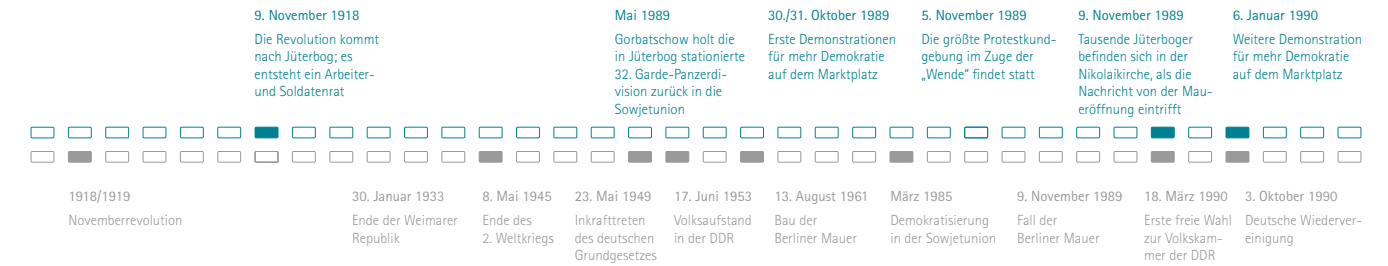 9. November 1918
Die Revolution kommt
nach Jüterbog; es
entsteht ein Arbeiter-
und Soldatenrat
Mai 1989
Gorbatschow holt die
in Jüterbog stationierte
32. Garde-Panzerdi-
vision zurück in die
Sowjetunion
30./31. Oktober 1989
Erste Demonstrationen
für mehr Demokratie
auf dem Marktplatz
5. November 1989
Die größte Protestkund-
gebung im Zuge der
„Wende“ findet statt
9. November 1989
Tausende Jüterboger
befinden sich in der
Nikolaikirche, als die
Nachricht von der Mau-
eröffnung eintrifft
6. Januar 1990
Weitere Demonstration
für mehr Demokratie
auf dem Marktplatz
1918/1919
Novemberrevolution
30. Januar 1933
Ende der Weimarer
Republik
8. Mai 1945
Ende des
2. Weltkriegs
23. Mai 1949
Inkrafttreten
des deutschen
Grundgesetzes
17. Juni 1953
Volksaufstand
in der DDR
13. August 1961
Bau der
Berliner Mauer
März 1985
Demokratisierung
in der Sowjetunion
9. November 1989
Fall der
Berliner Mauer
18. März 1990
Erste freie Wahl
zur Volkskam-
mer der DDR
3. Oktober 1990
Deutsche Wiederver-
einigung